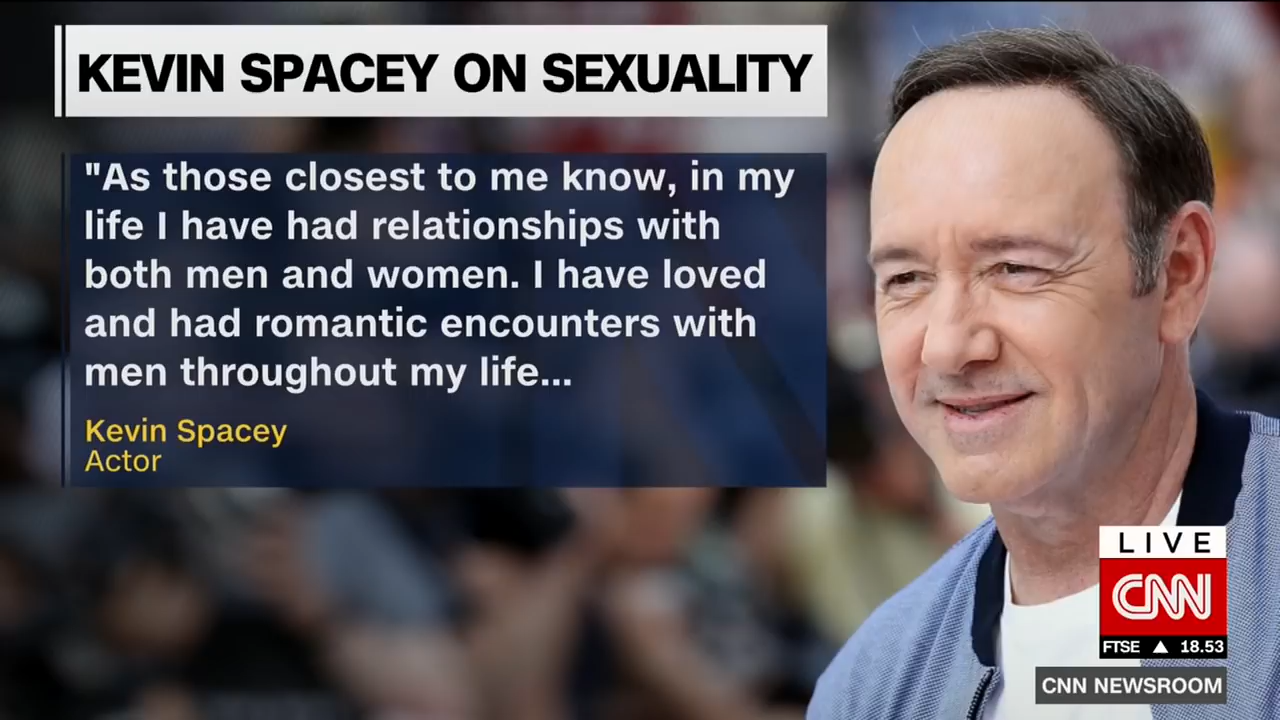 KEVIN SPACEY ON SEXUALITY
"As those closest to me know, in my
life I have had relationships with
both men and women. I have loved
and had romantic encounters with
men throughout my life...
Kevin Spacey
Actor
LIVE
CNN
FTSE ▲ 18.53
CNN NEWSROOM